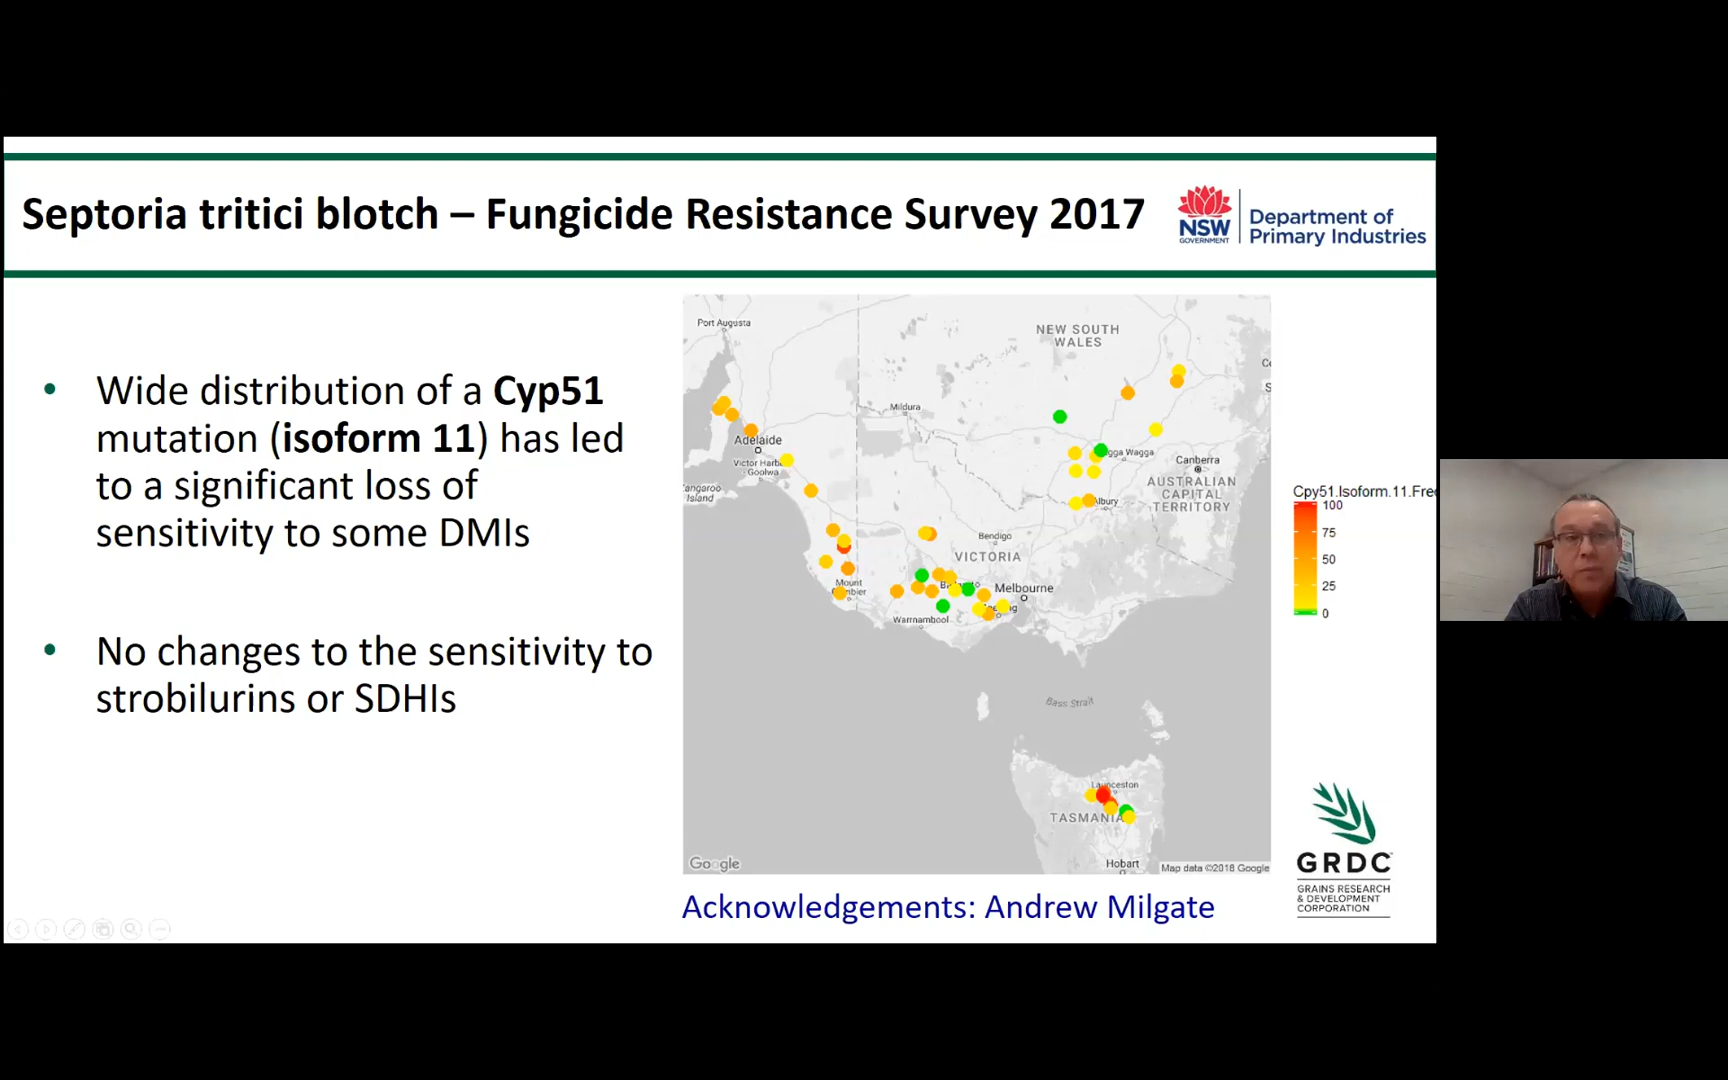 Septoria tritici blotch – Fungicide Resistance Survey 2017
NSW
GOVERNMENT
Department of
Primary Industries
• Wide distribution of a Cyp51
mutation (isoform 11) has led
to a significant loss of
sensitivity to some DMIs
• No changes to the sensitivity to
strobilurins or SDHIs
Port Augusta
NEW SOUTH
WALES
Mildura
Adelaide
Victor Harb
Goolwa
Kangaroo
Island
gga Wagga
Canberra
AUSTRALIAN
CAPITAL
TERRITORY
Albury
Bendigo
VICTORIA
Mount
Melbourne
Warrnambool
Bass Strait
Launceston
TASMANIA
Hobart
Google
Map data ©2018 Google
Cpy51.Isoform.11.Fre
100
75
50
25
0
Acknowledgements: Andrew Milgate
GRDC
GRAINS RESEARCH
& DEVELOPMENT
CORPORATION